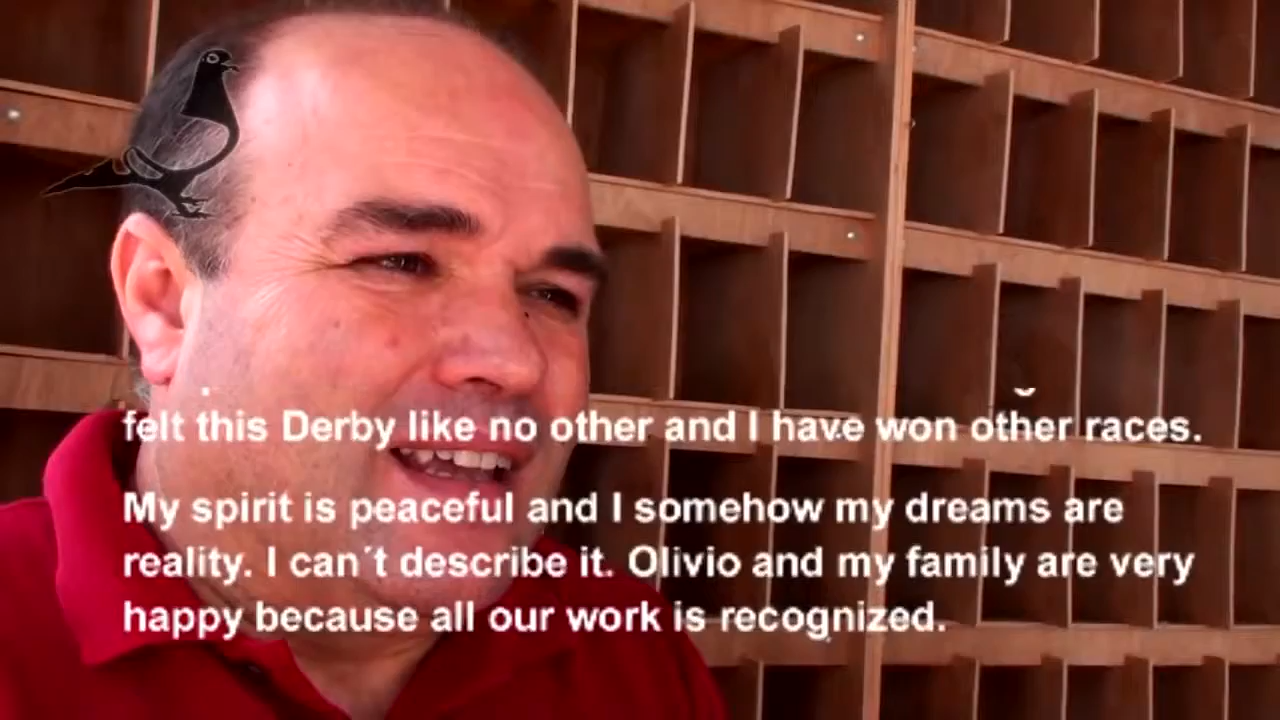 felt this Derby like no other and I have won other races.
My spirit is peaceful and I somehow my dreams are
reality. I can´t describe it. Olivio and my family are very
happy because all our work is recognized.